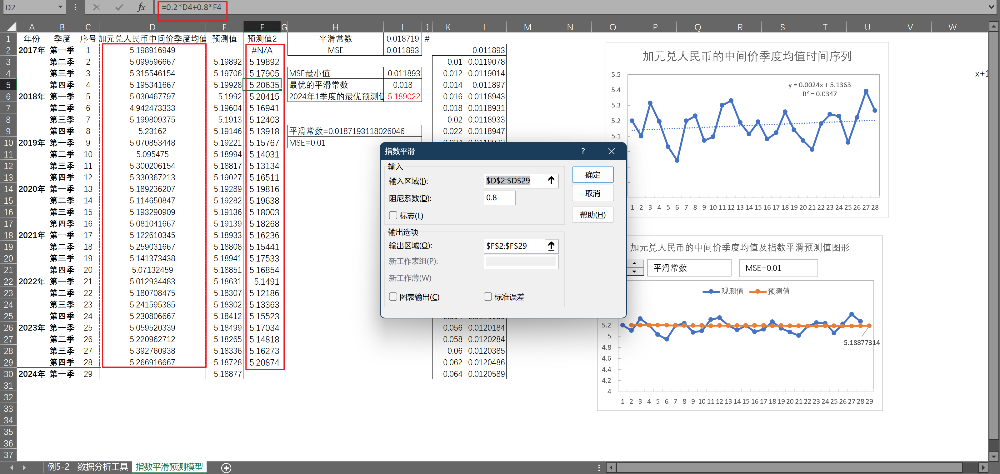 D2 fx =0.2*D4+0.8*F4
A B C D E F G H I J K L M N O P Q R S T U V W
1 年份 季度 序号 加元兑人民币中间价季度均值 预测值 预测值2 平滑常数 0.018719 #
2 2017年 第一季 1 5.198916949 #N/A MSE 0.011893 0.011893
3 第二季 2 5.099596667 5.19892 5.19892 0.01 0.0119078
4 第三季 3 5.315546154 5.19706 5.17905 MSE最小值 0.011893 0.012 0.0119014
5 第四季 4 5.195341667 5.19928 5.20635 最优的平滑常数 0.018 0.014 0.011897
6 2018年 第一季 5 5.030467797 5.1992 5.20415 2024年1季度的最优预测值 5.189022 0.016 0.0118943
7 第二季 6 4.942473333 5.19604 5.16941 0.018 0.0118931
8 第三季 7 5.199809375 5.1913 5.12403 0.02 0.0118933
9 第四季 8 5.23162 5.19146 5.13918 平滑常数=0.0187193118026046 0.022 0.0118947
10 2019年 第一季 9 5.070853448 5.19221 5.15767 MSE=0.01
11 第二季 10 5.095475 5.18994 5.14031
12 第三季 11 5.300206154 5.18817 5.13134
13 第四季 12 5.330367213 5.19027 5.16511
14 2020年 第一季 13 5.189236207 5.19289 5.19816
15 第二季 14 5.114650847 5.19282 5.19638
16 第三季 15 5.193290909 5.19136 5.18003
17 第四季 16 5.081041667 5.19139 5.18268
18 2021年 第一季 17 5.122610345 5.18933 5.16236
19 第二季 18 5.259031667 5.18808 5.15441
20 第三季 19 5.141373438 5.18941 5.17533
21 第四季 20 5.07132459 5.18851 5.16854
22 2022年 第一季 21 5.012934483 5.18631 5.1491
23 第二季 22 5.180708475 5.18307 5.12186
24 第三季 23 5.241595385 5.18302 5.13363
25 第四季 24 5.230806667 5.18412 5.15523
26 2023年 第一季 25 5.059520339 5.18499 5.17034 0.056 0.0120184
27 第二季 26 5.220962712 5.18265 5.14818 0.058 0.0120284
28 第三季 27 5.392760938 5.18336 5.16273 0.06 0.0120385
29 第四季 28 5.266916667 5.18728 5.20874 0.062 0.0120486
30 2024年 第一季 29 5.18877 0.064 0.0120589
31
32
33
34
35
36
37
指数平滑 ?
输入
输入区域(I): $D$2:$D$29
阻尼系数(D): 0.8
标志(L)
确定
取消
帮助(H)
输出选项
输出区域(O): $F$2:$F$29
新工作表组(P):
新工作薄(W)
图表输出(C) 标准误差
加元兑人民币的中间价季度均值时间序列
5.5
5.4
5.3
5.2
5.1
y = 0.0024x + 5.1363
R² = 0.0347
1 2 3 4 5 6 7 8 9 10 11 12 13 14 15 16 17 18 19 20 21 22 23 24 25 26 27 28
x+1
加元兑人民币的中间价季度均值及指数平滑预测值图形
平滑常数 MSE=0.01
观测值 预测值
5.2
5
4.8
4.6
4.4
4.2
4
5.18877314
1 2 3 4 5 6 7 8 9 10 11 12 13 14 15 16 17 18 19 20 21 22 23 24 25 26 27 28 29
例5-2 数据分析工具 指数平滑预测模型